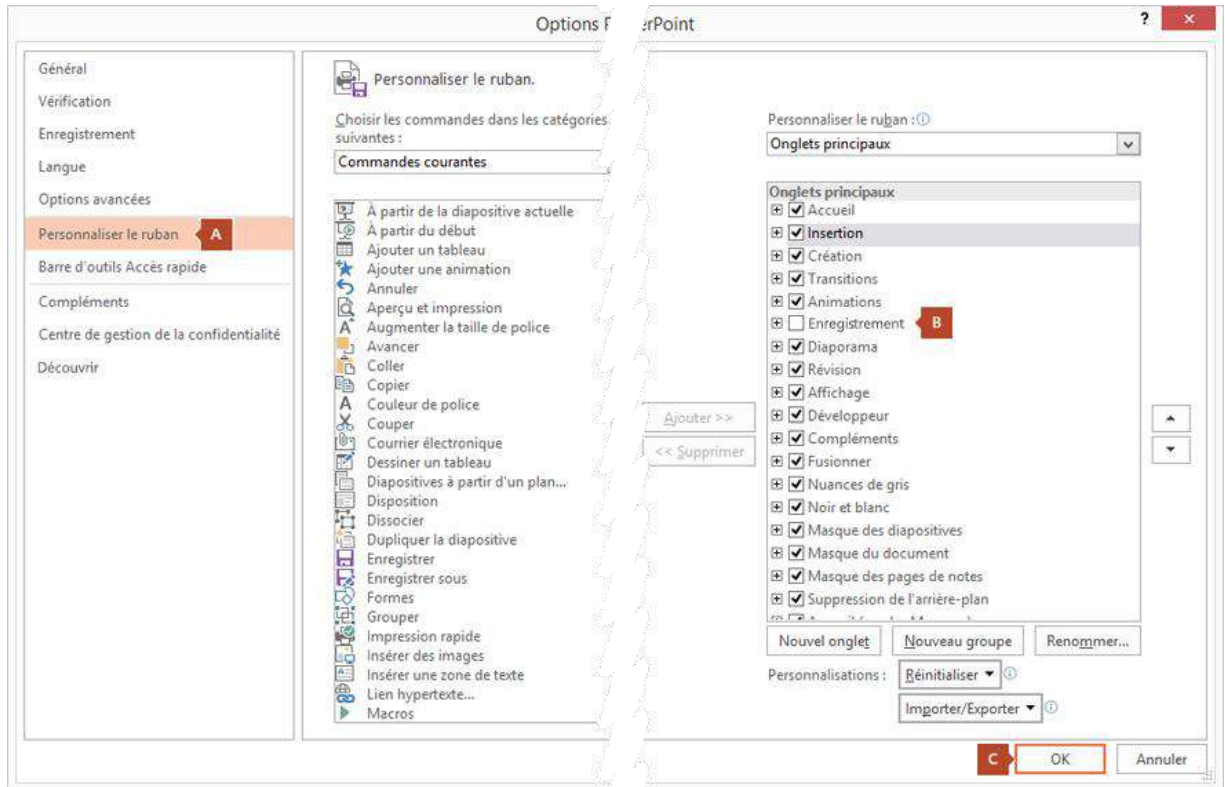 Options P erPoint
?
Général
Vérification
Enregistrement
Langue
Options avancées
Personnaliser le ruban A
Barre d'outils Accès rapide
Compléments
Centre de gestion de la confidentialité
Découvrir
Personnaliser le ruban.
Choisir les commandes dans les catégories
suivantes :
Commandes courantes
À partir de la diapositive actuelle
À partir du début
Ajouter un tableau
Ajouter une animation
Annuler
Aperçu et impression
Augmenter la taille de police
Avancer
Coller
Copier
Couleur de police
Couper
Courrier électronique
Dessiner un tableau
Diapositives à partir d'un plan...
Disposition
Dissocier
Dupliquer la diapositive
Enregistrer
Enregistrer sous
Formes
Grouper
Impression rapide
Insérer des images
Insérer une zone de texte
Lien hypertexte...
Macros
Ajouter >>
<< Supprimer
Personnaliser le ruban :
Onglets principaux
Onglets principaux
Accueil
Insertion
Création
Transitions
Animations
Enregistrement B
Diaporama
Révision
Affichage
Développeur
Compléments
Fusionner
Nuances de gris
Noir et blanc
Masque des diapositives
Masque du document
Masque des pages de notes
Suppression de l'arrière-plan
Nouvel onglet Nouveau groupe Renommer...
Personnalisations : Réinitialiser
Importer/Exporter
C OK Annuler